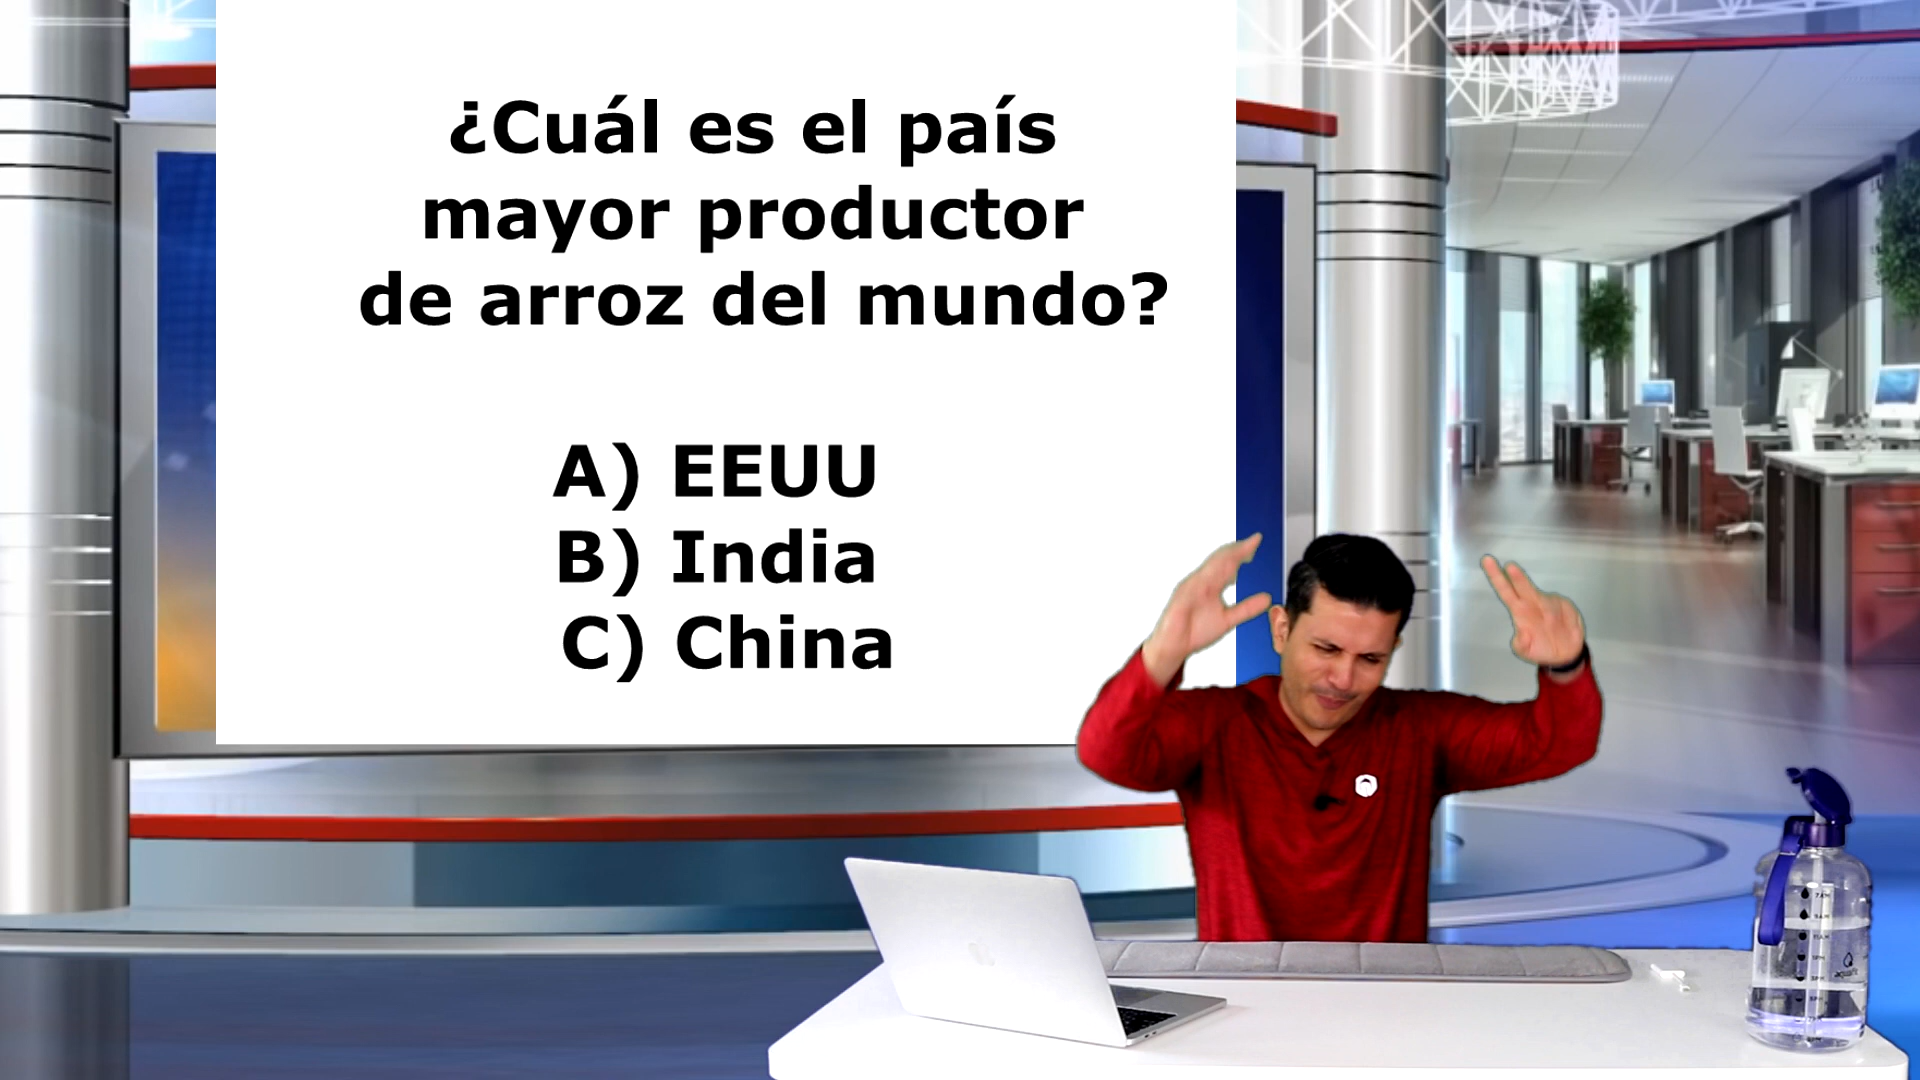 ¿Cuál es el país
mayor productor
de arroz del mundo?
A) EEUU
B) India
C) China